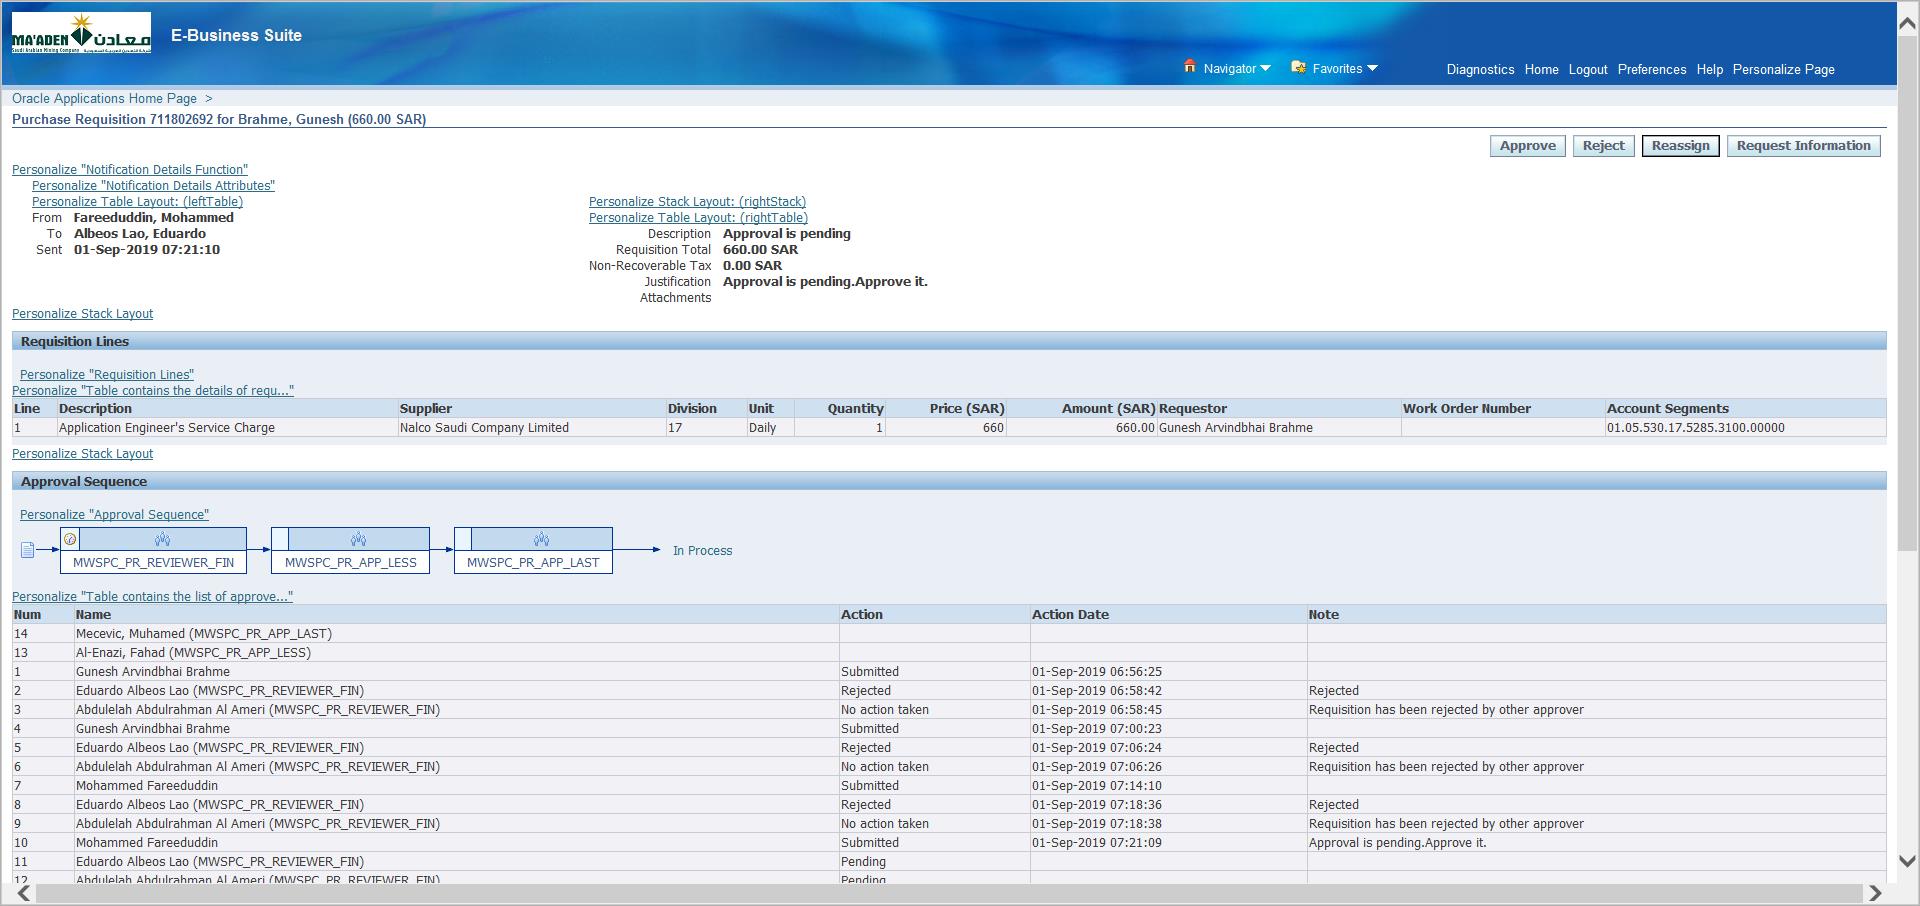 MA'ADEN معادن
Saudi Arabian Mining Company
E-Business Suite
Navigator Favorites Diagnostics Home Logout Preferences Help Personalize Page
Oracle Applications Home Page >
Purchase Requisition 711802692 for Brahme, Gunesh (660.00 SAR)
Approve Reject Reassign Request Information
Personalize "Notification Details Function"
Personalize "Notification Details Attributes"
Personalize Table Layout: (leftTable)
From Fareeduddin, Mohammed
To Albeos Lao, Eduardo
Sent 01-Sep-2019 07:21:10
Personalize Stack Layout: (rightStack)
Personalize Table Layout: (rightTable)
Description Approval is pending
Requisition Total 660.00 SAR
Non-Recoverable Tax 0.00 SAR
Justification Approval is pending.Approve it.
Attachments
Personalize Stack Layout
Requisition Lines
Personalize "Requisition Lines"
Personalize "Table contains the details of requ..."
Line Description Supplier Division Unit Quantity Price (SAR) Amount (SAR) Requestor Work Order Number Account Segments
1 Application Engineer's Service Charge Nalco Saudi Company Limited 17 Daily 1 660 660.00 Gunesh Arvindbhai Brahme 01.05.530.17.5285.3100.00000
Personalize Stack Layout
Approval Sequence
Personalize "Approval Sequence"
MWSPC_PR_REVIEWER_FIN MWSPC_PR_APP_LESS MWSPC_PR_APP_LAST In Process
Personalize "Table contains the list of approve..."
Num Name Action Action Date Note
14 Mecevic, Muhamed (MWSPC_PR_APP_LAST)
13 Al-Enazi, Fahad (MWSPC_PR_APP_LESS)
1 Gunesh Arvindbhai Brahme Submitted 01-Sep-2019 06:56:25
2 Eduardo Albeos Lao (MWSPC_PR_REVIEWER_FIN) Rejected 01-Sep-2019 06:58:42 Rejected
3 Abdulelah Abdulrahman Al Ameri (MWSPC_PR_REVIEWER_FIN) No action taken 01-Sep-2019 06:58:45 Requisition has been rejected by other approver
4 Gunesh Arvindbhai Brahme Submitted 01-Sep-2019 07:00:23
5 Eduardo Albeos Lao (MWSPC_PR_REVIEWER_FIN) Rejected 01-Sep-2019 07:06:24 Rejected
6 Abdulelah Abdulrahman Al Ameri (MWSPC_PR_REVIEWER_FIN) No action taken 01-Sep-2019 07:06:26 Requisition has been rejected by other approver
7 Mohammed Fareeduddin Submitted 01-Sep-2019 07:14:10
8 Eduardo Albeos Lao (MWSPC_PR_REVIEWER_FIN) Rejected 01-Sep-2019 07:18:36 Rejected
9 Abdulelah Abdulrahman Al Ameri (MWSPC_PR_REVIEWER_FIN) No action taken 01-Sep-2019 07:18:38 Requisition has been rejected by other approver
10 Mohammed Fareeduddin Submitted 01-Sep-2019 07:21:09 Approval is pending.Approve it.
11 Eduardo Albeos Lao (MWSPC_PR_REVIEWER_FIN) Pending
12 Abdulelah Abdulrahman Al Ameri (MWSPC_PR_REVIEWER_FIN) Pending